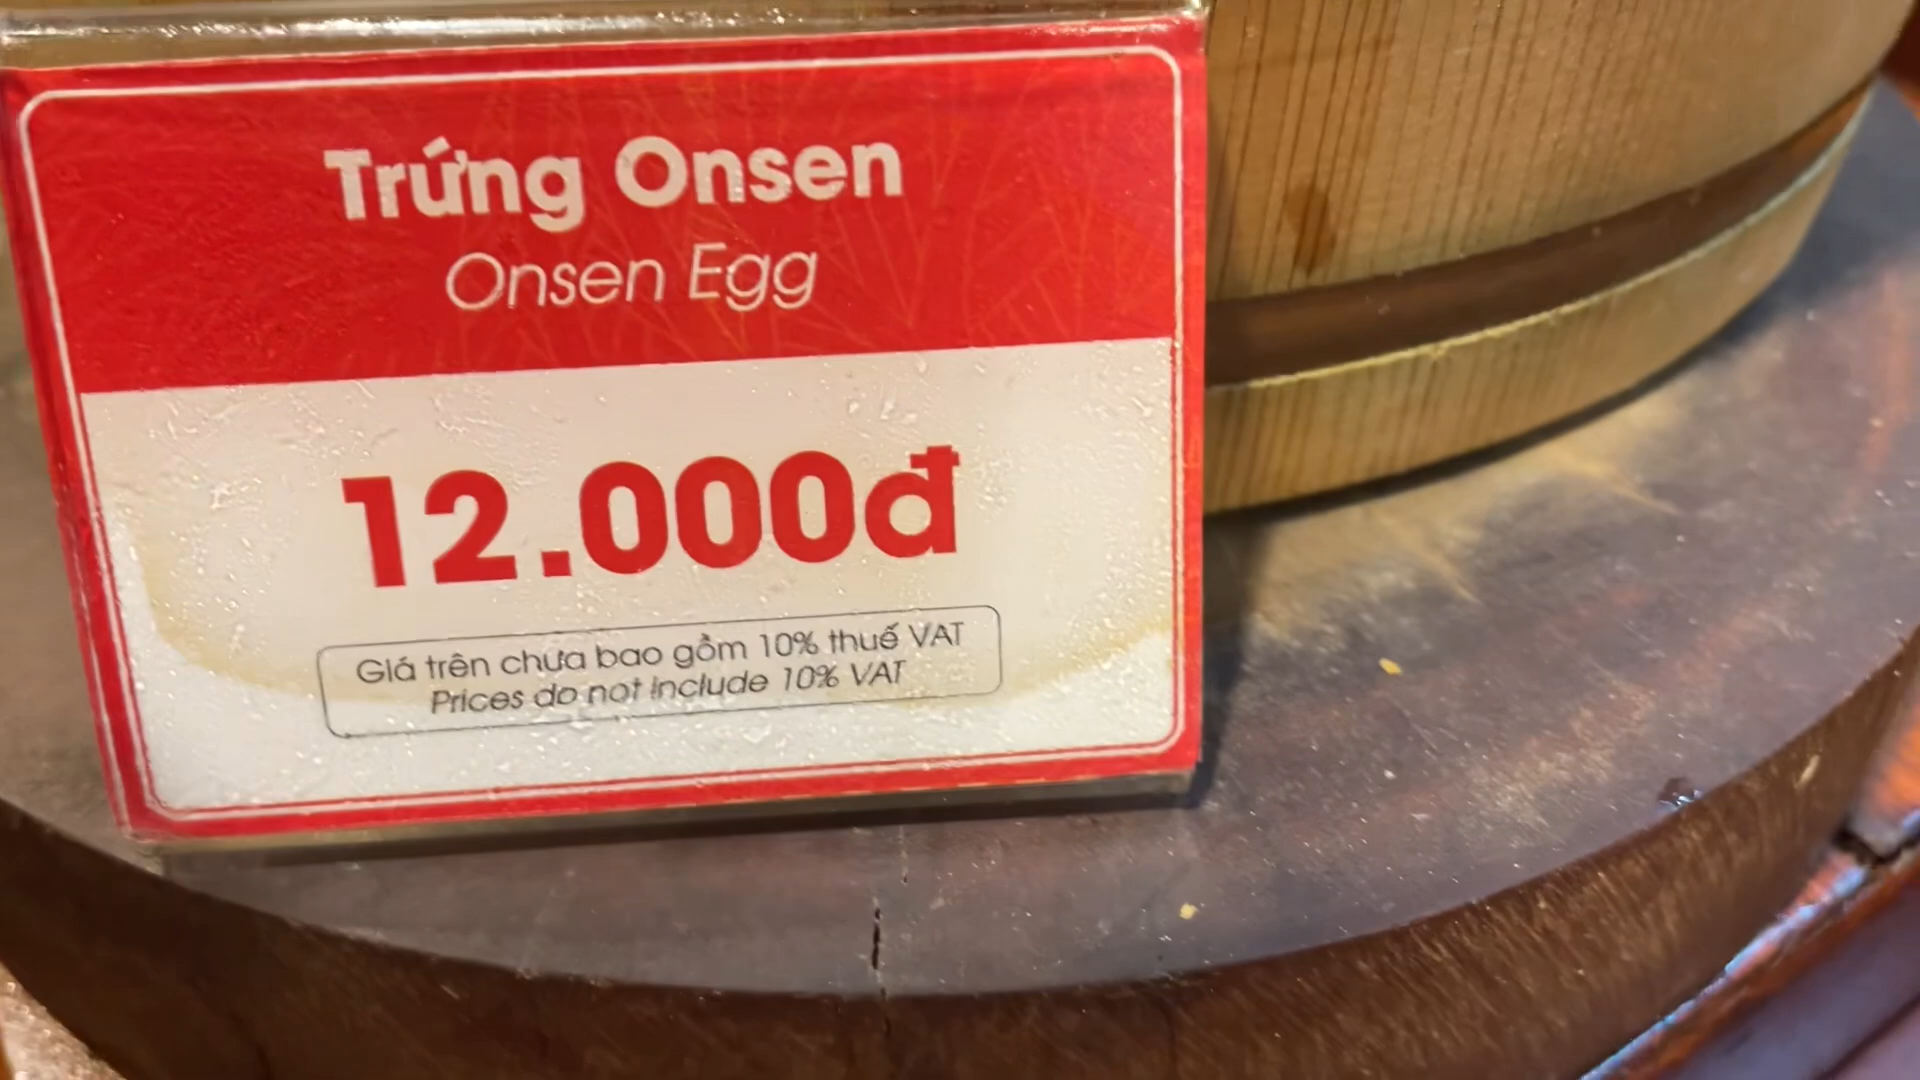 Trứng Onsen
Onsen Egg
12.000đ
Giá trên chưa bao gồm 10% thuế VAT
Prices do not include 10% VAT